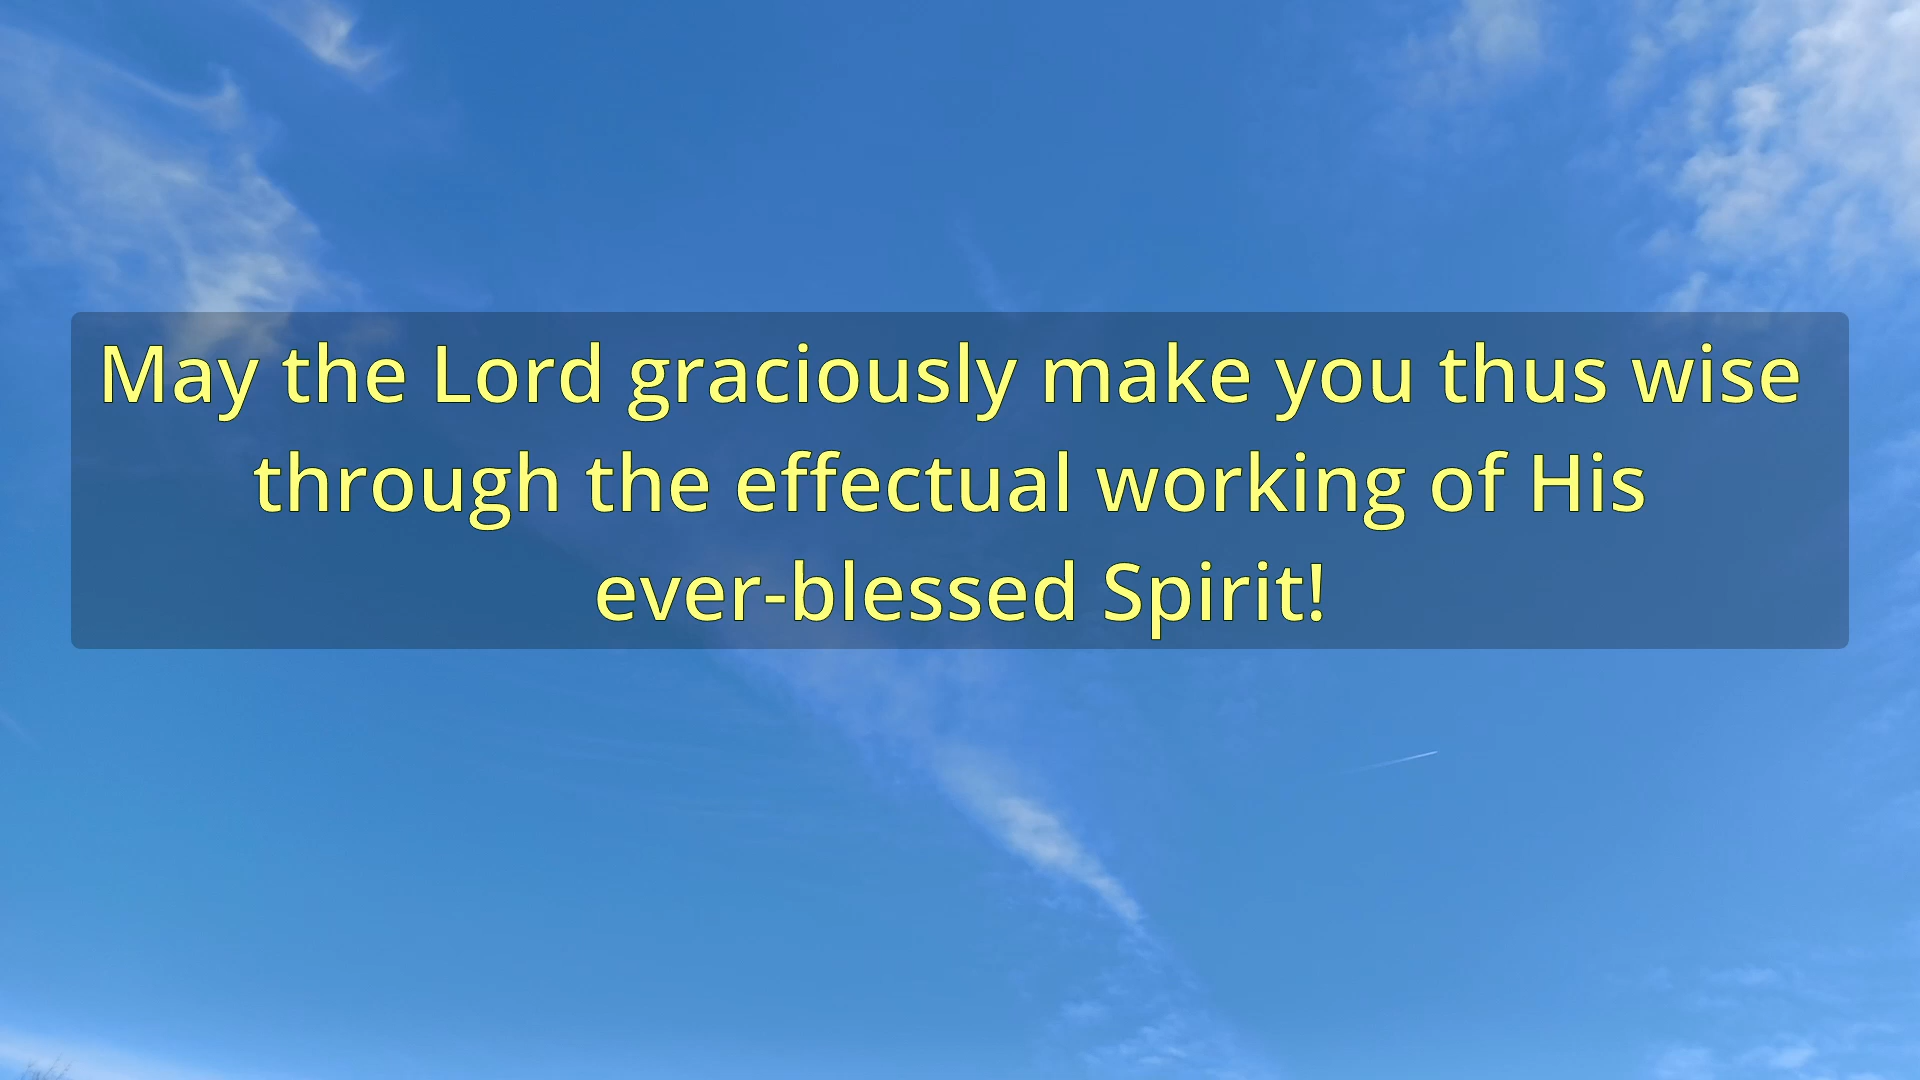 May the Lord graciously make you thus wise
through the effectual working of His
ever-blessed Spirit!